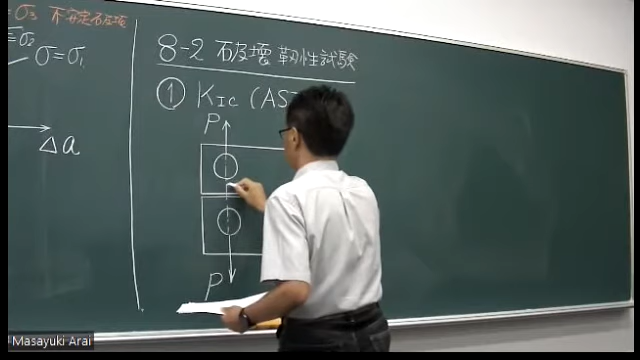 σ3 不安定破壊
=σ2
σ=σ1
Δa
8-2 破壊靭性試験
① KIC (AS
P
P
Masayuki Arai